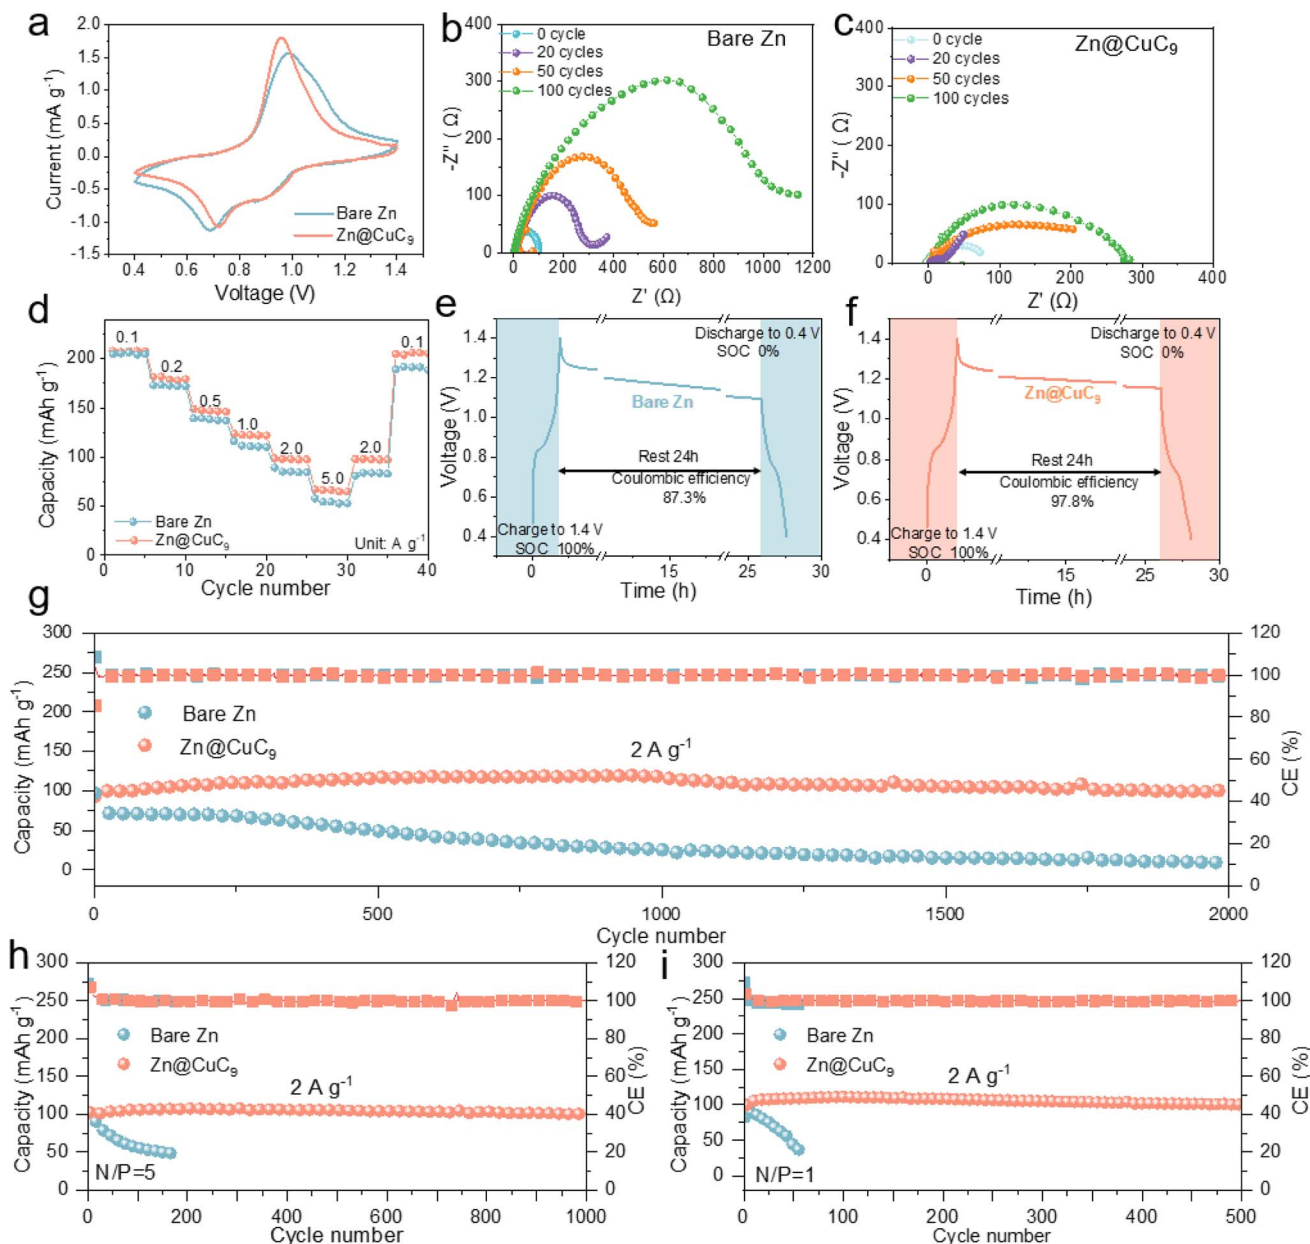 a
2.0
1.5
1.0
0.5
0.0
-0.5
-1.0
-1.5
Current (mA g-1)
Bare Zn
Zn@CuC9
0.4 0.6 0.8 1.0 1.2 1.4
Voltage (V)
b
400
300
200
100
0
-Z'' ( Ω)
0 cycle
20 cycles
50 cycles
100 cycles
Bare Zn
0 200 400 600 800 1000 1200
Z' (Ω)
c
400
300
200
100
0
-Z'' ( Ω)
0 cycle
20 cycles
50 cycles
100 cycles
Zn@CuC9
0 100 200 300 400
Z' (Ω)
d
200
150
100
50
0
Capacity (mAh g-1)
0.1
0.2
0.5
1.0
2.0
5.0
2.0
0.1
Bare Zn
Zn@CuC9
Unit: A g-1
0 10 20 30 40
Cycle number
e
1.4
1.2
1.0
0.8
0.6
0.4
Voltage (V)
Discharge to 0.4 V
SOC 0%
Bare Zn
Rest 24h
Coulombic efficiency
87.3%
Charge to 1.4 V
SOC 100%
0 15 25 30
Time (h)
f
1.4
1.2
1.0
0.8
0.6
0.4
Voltage (V)
Discharge to 0.4 V
SOC 0%
Zn@CuC9
Rest 24h
Coulombic efficiency
97.8%
Charge to 1.4 V
SOC 100%
0 15 25 30
Time (h)
g
300
250
200
150
100
50
0
Capacity (mAh g-1)
Bare Zn
Zn@CuC9
2 A g-1
120
100
80
60
40
20
0
CE (%)
0 500 1000 1500 2000
Cycle number
h
300
250
200
150
100
50
0
Capacity (mAh g-1)
Bare Zn
Zn@CuC9
2 A g-1
N/P=5
120
100
80
60
40
20
0
CE (%)
0 200 400 600 800 1000
Cycle number
i
300
250
200
150
100
50
0
Capacity (mAh g-1)
Bare Zn
Zn@CuC9
2 A g-1
N/P=1
120
100
80
60
40
20
0
CE (%)
0 100 200 300 400 500
Cycle number